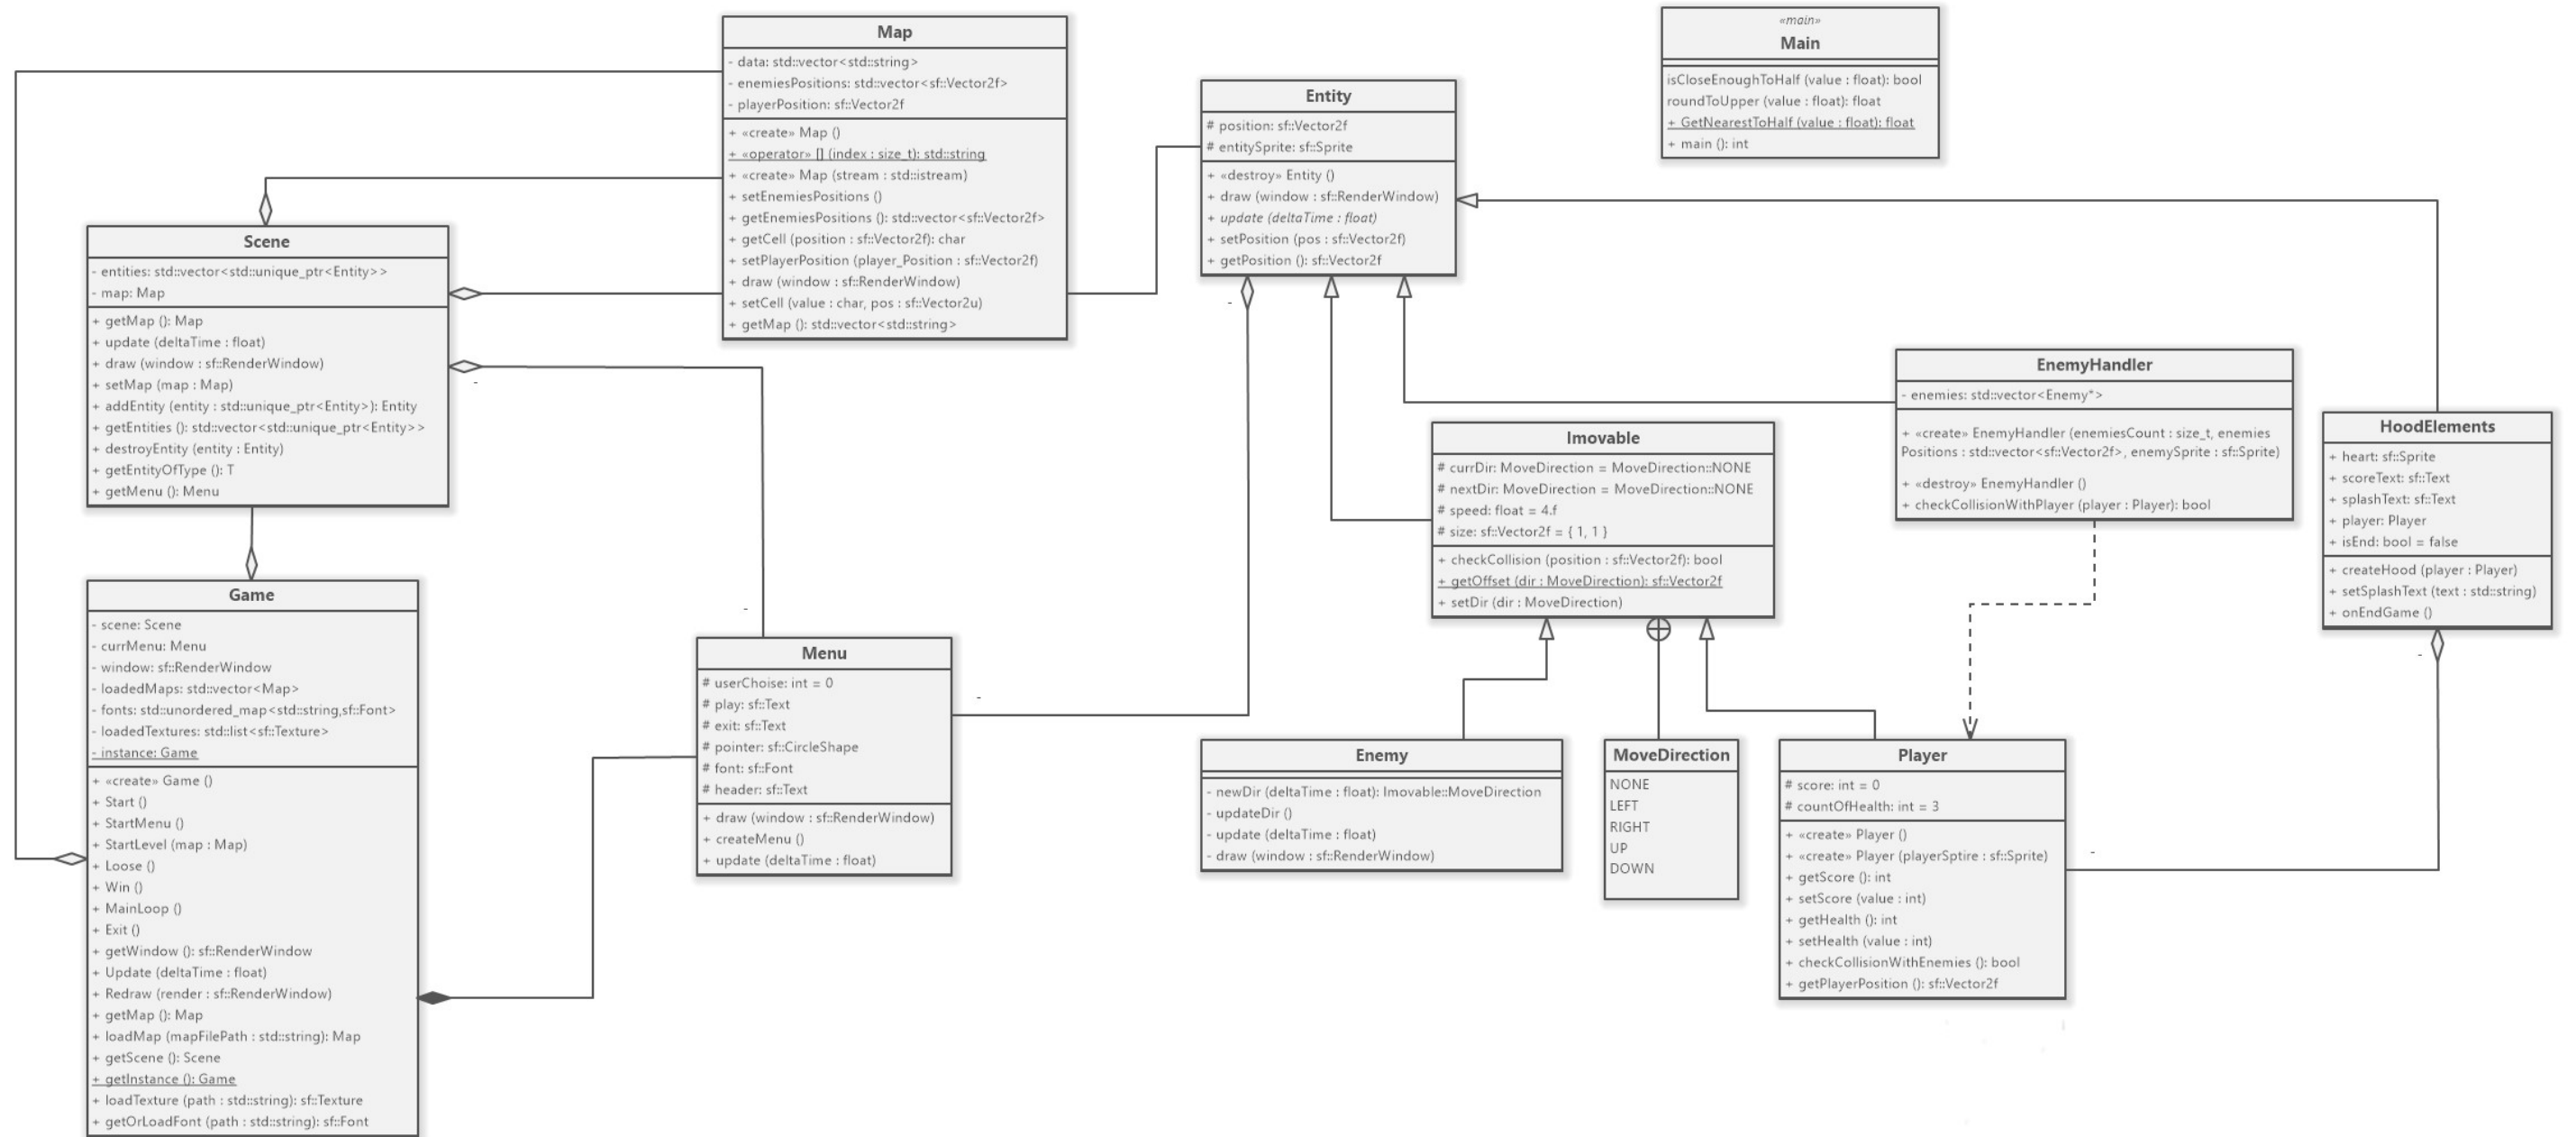 Map
- data: std::vector<std::string>
- enemiesPositions: std::vector<sf::Vector2f>
- playerPosition: sf::Vector2f
+ «create» Map ()
+ «operator» [] (index : size_t): std::string
+ «create» Map (stream : std::istream)
+ setEnemiesPositions ()
+ getEnemiesPositions (): std::vector<sf::Vector2f>
+ getCell (position : sf::Vector2f): char
+ setPlayerPosition (player_Position : sf::Vector2f)
+ draw (window : sf::RenderWindow)
+ setCell (value : char, pos : sf::Vector2u)
+ getMap (): std::vector<std::string>
«main»
Main
isCloseEnoughToHalf (value : float): bool
roundToUpper (value : float): float
+ GetNearestToHalf (value : float): float
+ main (): int
Entity
# position: sf::Vector2f
# entitySprite: sf::Sprite
+ «destroy» Entity ()
+ draw (window : sf::RenderWindow)
+ update (deltaTime : float)
+ setPosition (pos : sf::Vector2f)
+ getPosition (): sf::Vector2f
Scene
- entities: std::vector<std::unique_ptr<Entity>>
- map: Map
+ getMap (): Map
+ update (deltaTime : float)
+ draw (window : sf::RenderWindow)
+ setMap (map : Map)
+ addEntity (entity : std::unique_ptr<Entity>): Entity
+ getEntities (): std::vector<std::unique_ptr<Entity>>
+ destroyEntity (entity : Entity)
+ getEntityOfType (): T
+ getMenu (): Menu
EnemyHandler
- enemies: std::vector<Enemy*>
+ «create» EnemyHandler (enemiesCount : size_t, enemies
Positions : std::vector<sf::Vector2f>, enemySprite : sf::Sprite)
+ «destroy» EnemyHandler ()
+ checkCollisionWithPlayer (player : Player): bool
HoodElements
+ heart: sf::Sprite
+ scoreText: sf::Text
+ splashText: sf::Text
+ player: Player
+ isEnd: bool = false
+ createHood (player : Player)
+ setSplashText (text : std::string)
+ onEndGame ()
Imovable
# currDir: MoveDirection = MoveDirection::NONE
# nextDir: MoveDirection = MoveDirection::NONE
# speed: float = 4.f
# size: sf::Vector2f = { 1, 1 }
+ checkCollision (position : sf::Vector2f): bool
+ getOffset (dir : MoveDirection): sf::Vector2f
+ setDir (dir : MoveDirection)
Game
- scene: Scene
- currMenu: Menu
- window: sf::RenderWindow
- loadedMaps: std::vector<Map>
- fonts: std::unordered_map<std::string,sf::Font>
- loadedTextures: std::list<sf::Texture>
- instance: Game
+ «create» Game ()
+ Start ()
+ StartMenu ()
+ StartLevel (map : Map)
+ Loose ()
+ Win ()
+ MainLoop ()
+ Exit ()
+ getWindow (): sf::RenderWindow
+ Update (deltaTime : float)
+ Redraw (render : sf::RenderWindow)
+ getMap (): Map
+ loadMap (mapFilePath : std::string): Map
+ getScene (): Scene
+ getInstance (): Game
+ loadTexture (path : std::string): sf::Texture
+ getOrLoadFont (path : std::string): sf::Font
Menu
# userChoise: int = 0
# play: sf::Text
# exit: sf::Text
# pointer: sf::CircleShape
# font: sf::Font
# header: sf::Text
+ draw (window : sf::RenderWindow)
+ createMenu ()
+ update (deltaTime : float)
Enemy
- newDir (deltaTime : float): Imovable::MoveDirection
- updateDir ()
- update (deltaTime : float)
- draw (window : sf::RenderWindow)
MoveDirection
NONE
LEFT
RIGHT
UP
DOWN
Player
# score: int = 0
# countOfHealth: int = 3
+ «create» Player ()
+ «create» Player (playerSptire : sf::Sprite)
+ getScore (): int
+ setScore (value : int)
+ getHealth (): int
+ setHealth (value : int)
+ checkCollisionWithEnemies (): bool
+ getPlayerPosition (): sf::Vector2f